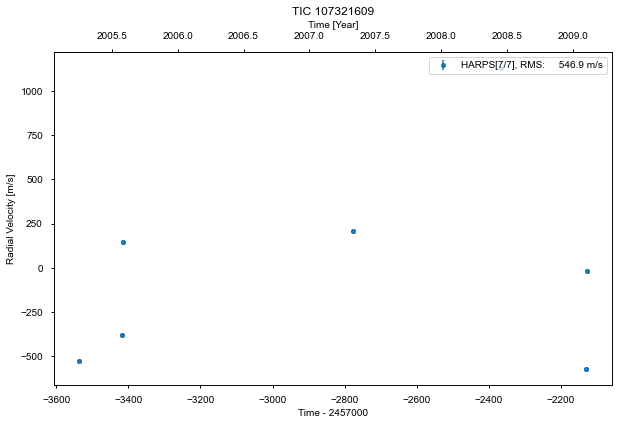 TIC 107321609
Time [Year]
2005.5 2006.0 2006.5 2007.0 2007.5 2008.0 2008.5 2009.0
HARPS[7/7], RMS: 546.9 m/s
1000
750
500
250
0
−250
−500
Radial Velocity [m/s]
−3600 −3400 −3200 −3000 −2800 −2600 −2400 −2200
Time - 2457000